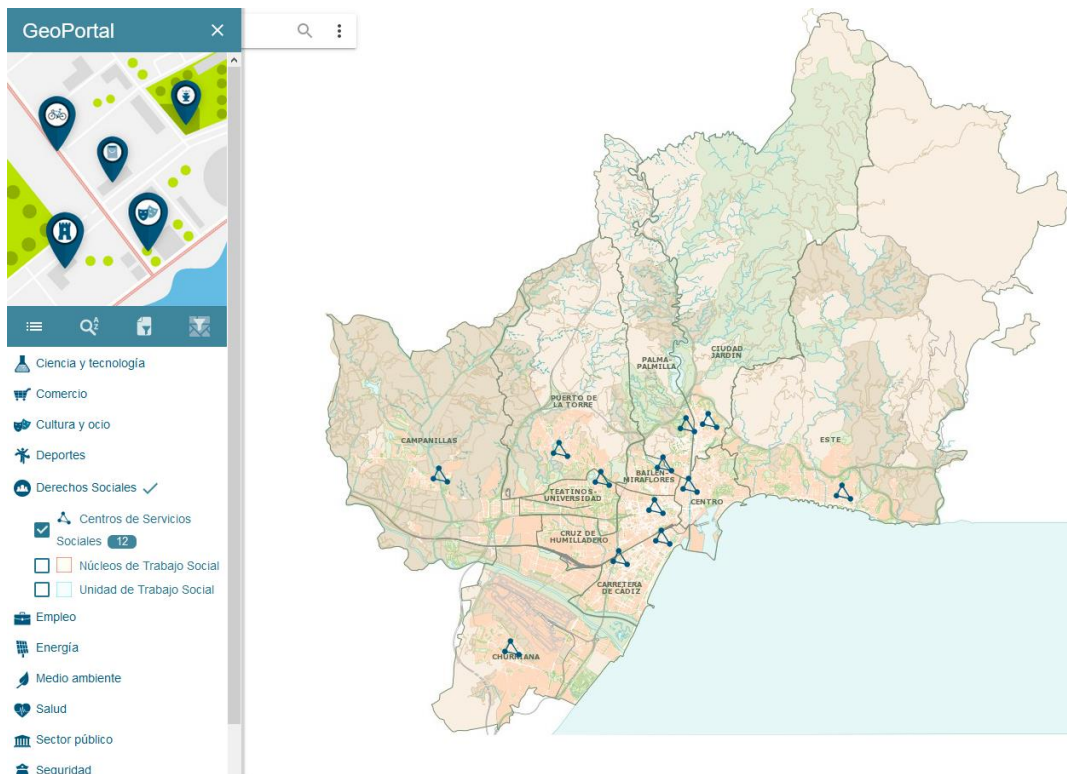 GeoPortal
Ciencia y tecnología
Comercio
Cultura y ocio
Deportes
Derechos Sociales
Centros de Servicios
Sociales 12
Núcleos de Trabajo Social
Unidad de Trabajo Social
Empleo
Energía
Medio ambiente
Salud
Sector público
Seguridad
CIUDAD
JARDIN
PALMA-
PALMILLA
PUERTO DE
LA TORRE
CAMPANILLAS
ESTE
BAILEN-
MIRAFLORES
TEATINOS-
UNIVERSIDAD
CENTRO
CRUZ DE
HUMILLADERO
CARRETERA
DE CADIZ
CHURRIANA